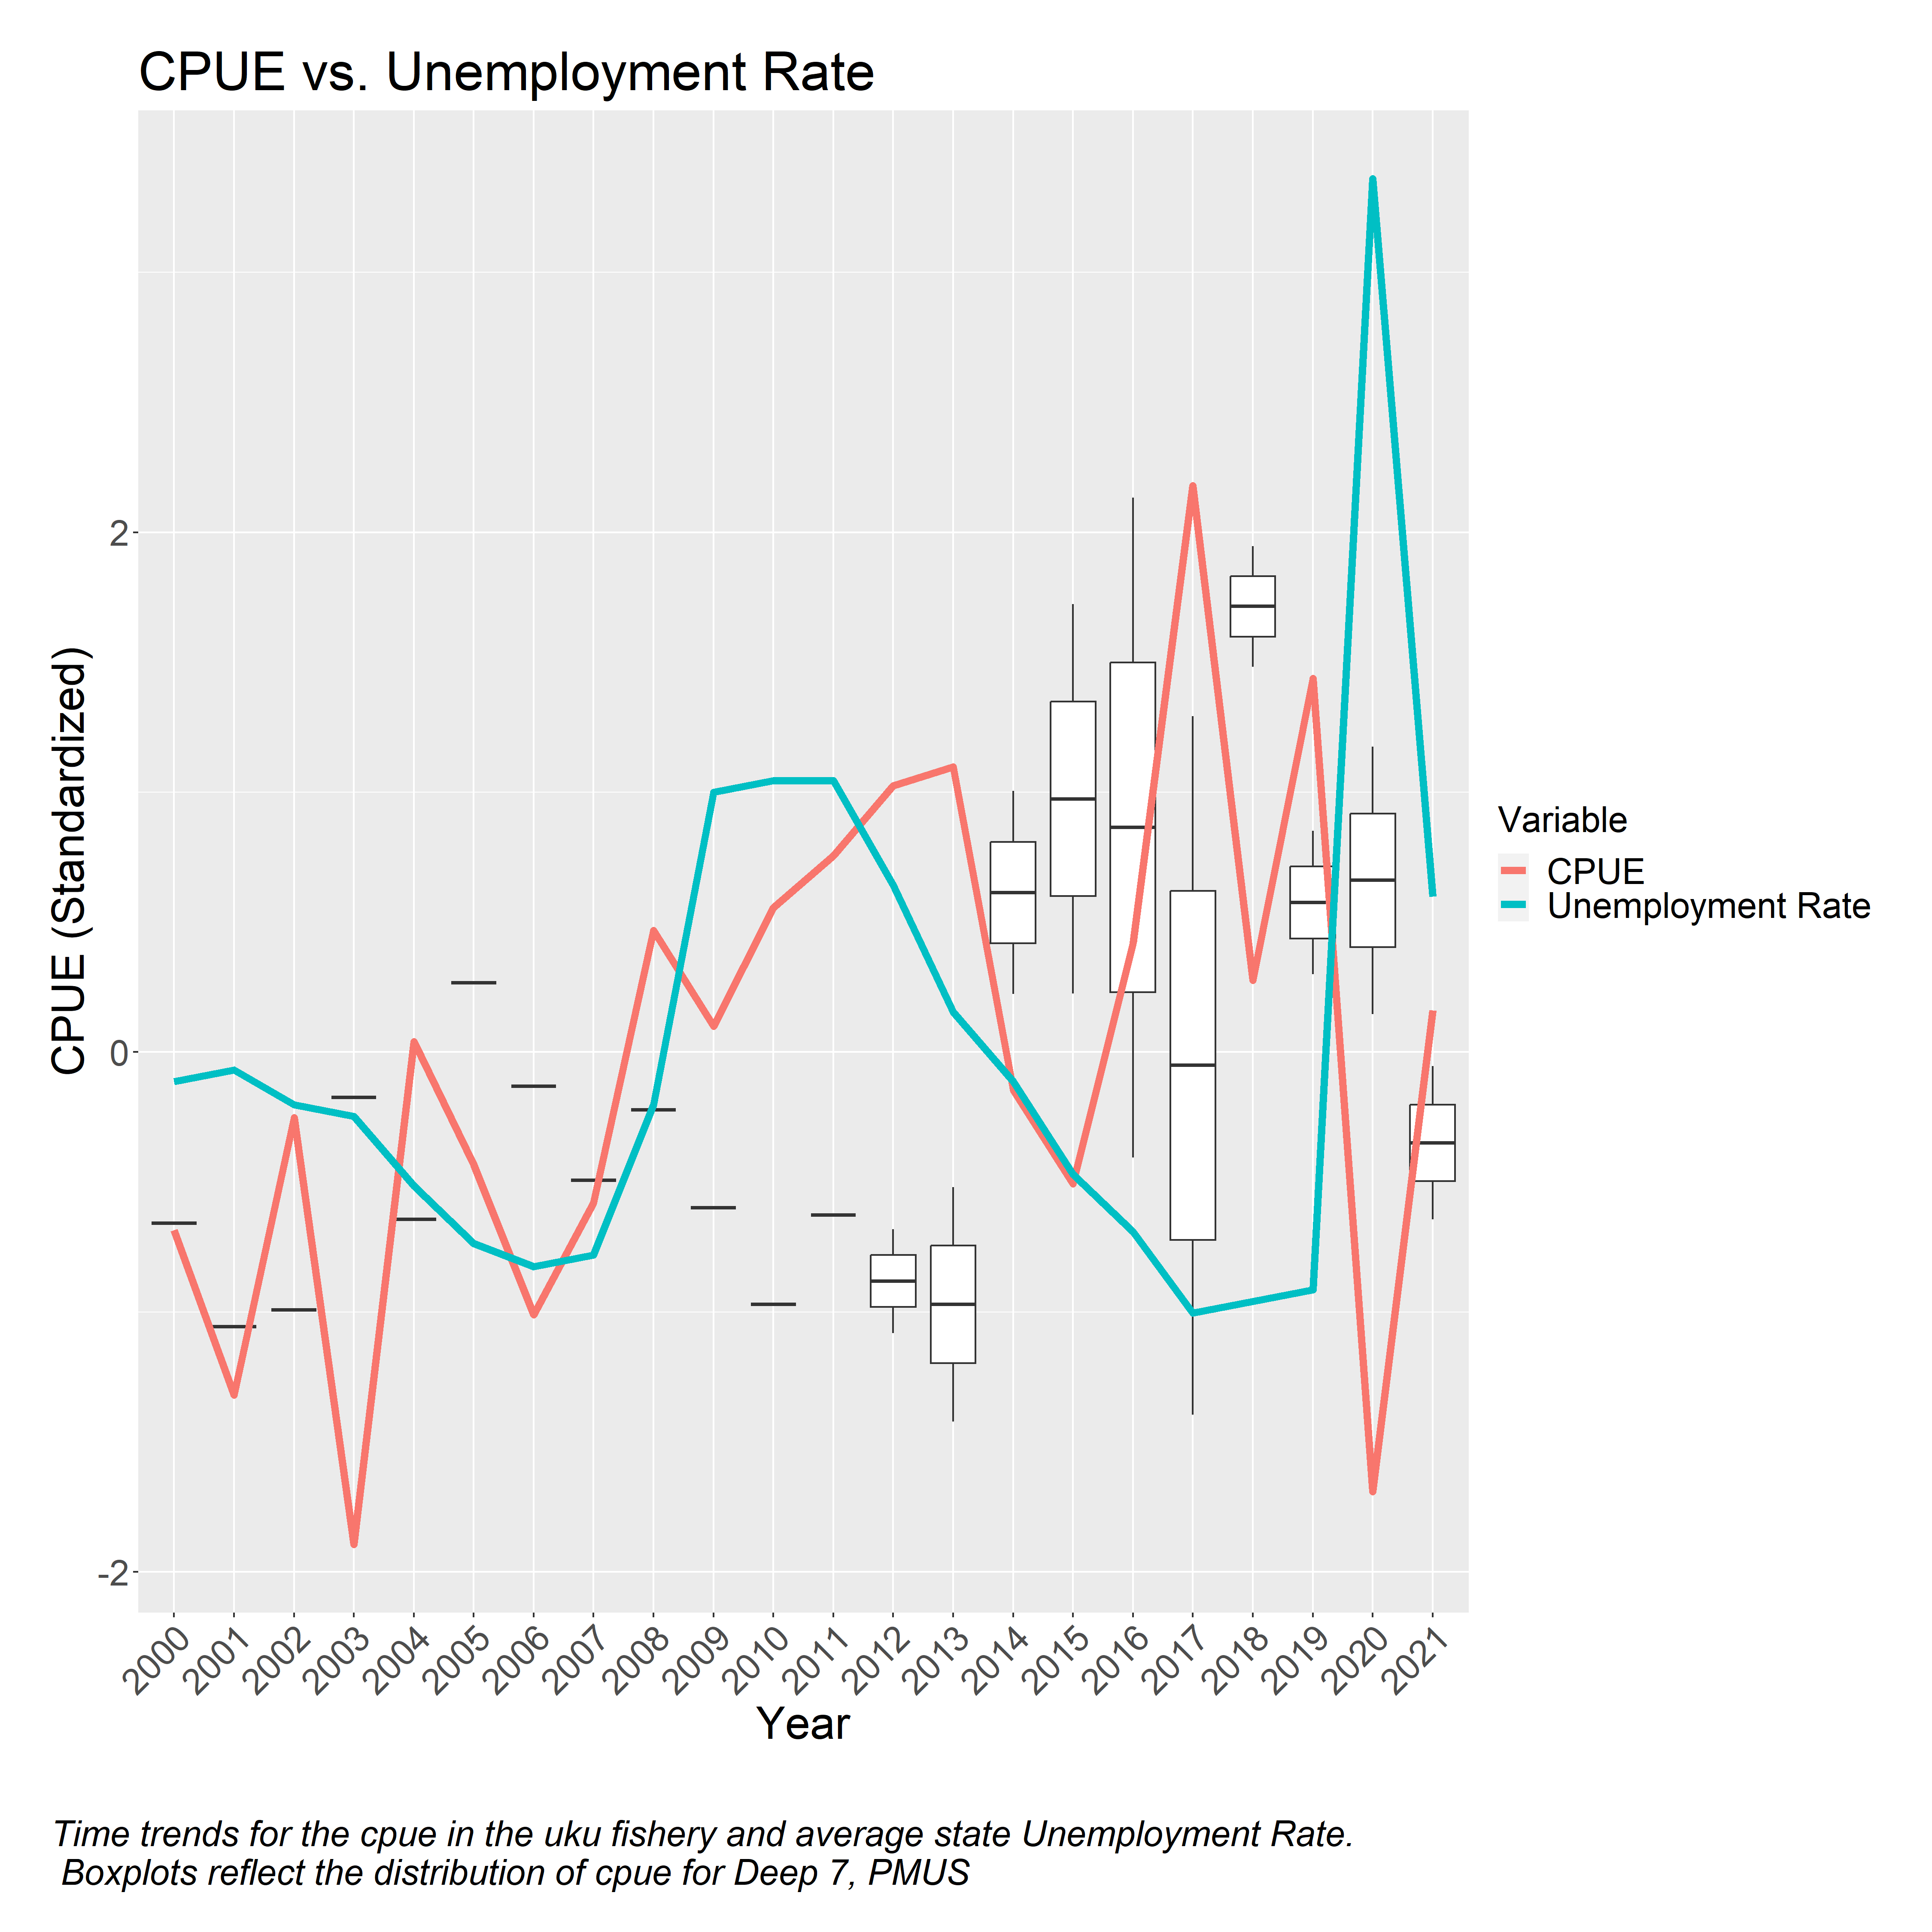 CPUE vs. Unemployment Rate
CPUE (Standardized)
2
0
-2
2000 2001 2002 2003 2004 2005 2006 2007 2008 2009 2010 2011 2012 2013 2014 2015 2016 2017 2018 2019 2020 2021
Year
Variable
CPUE
Unemployment Rate
Time trends for the cpue in the uku fishery and average state Unemployment Rate.
Boxplots reflect the distribution of cpue for Deep 7, PMUS